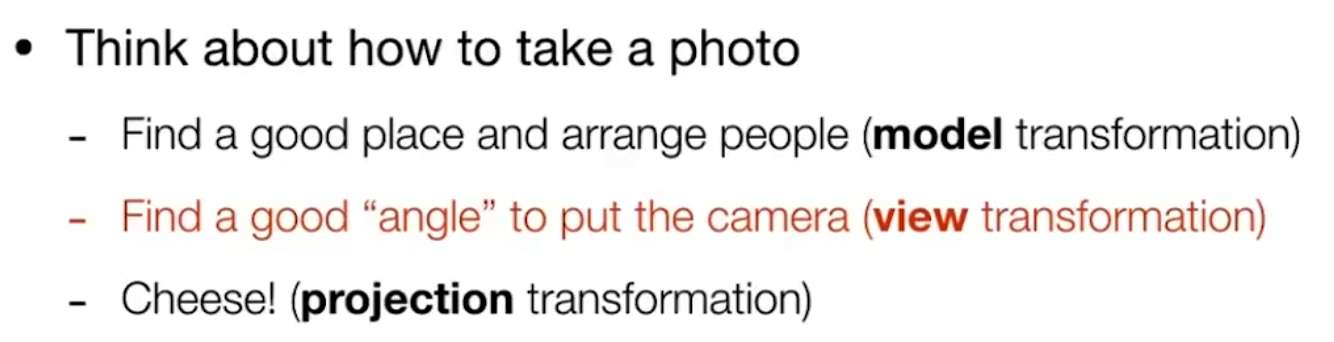 • Think about how to take a photo
- Find a good place and arrange people (model transformation)
- Find a good “angle” to put the camera (view transformation)
- Cheese! (projection transformation)